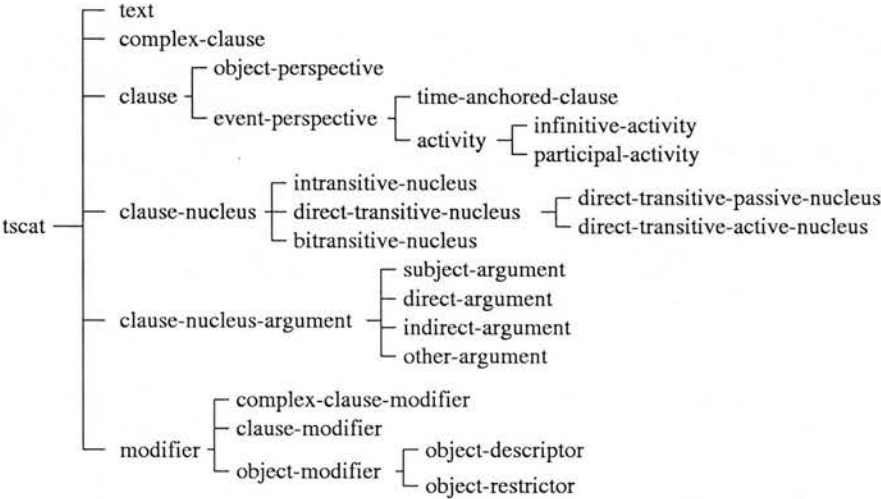 text
complex-clause
object-perspective
clause
time-anchored-clause
event-perspective
infinitive-activity
activity
participal-activity
intransitive-nucleus
direct-transitive-passive-nucleus
clause-nucleus direct-transitive-nucleus
tscat
direct-transitive-active-nucleus
bitransitive-nucleus
subject-argument
direct-argument
clause-nucleus-argument
indirect-argument
other-argument
complex-clause-modifier
clause-modifier
modifier
object-descriptor
object-modifier
object-restrictor